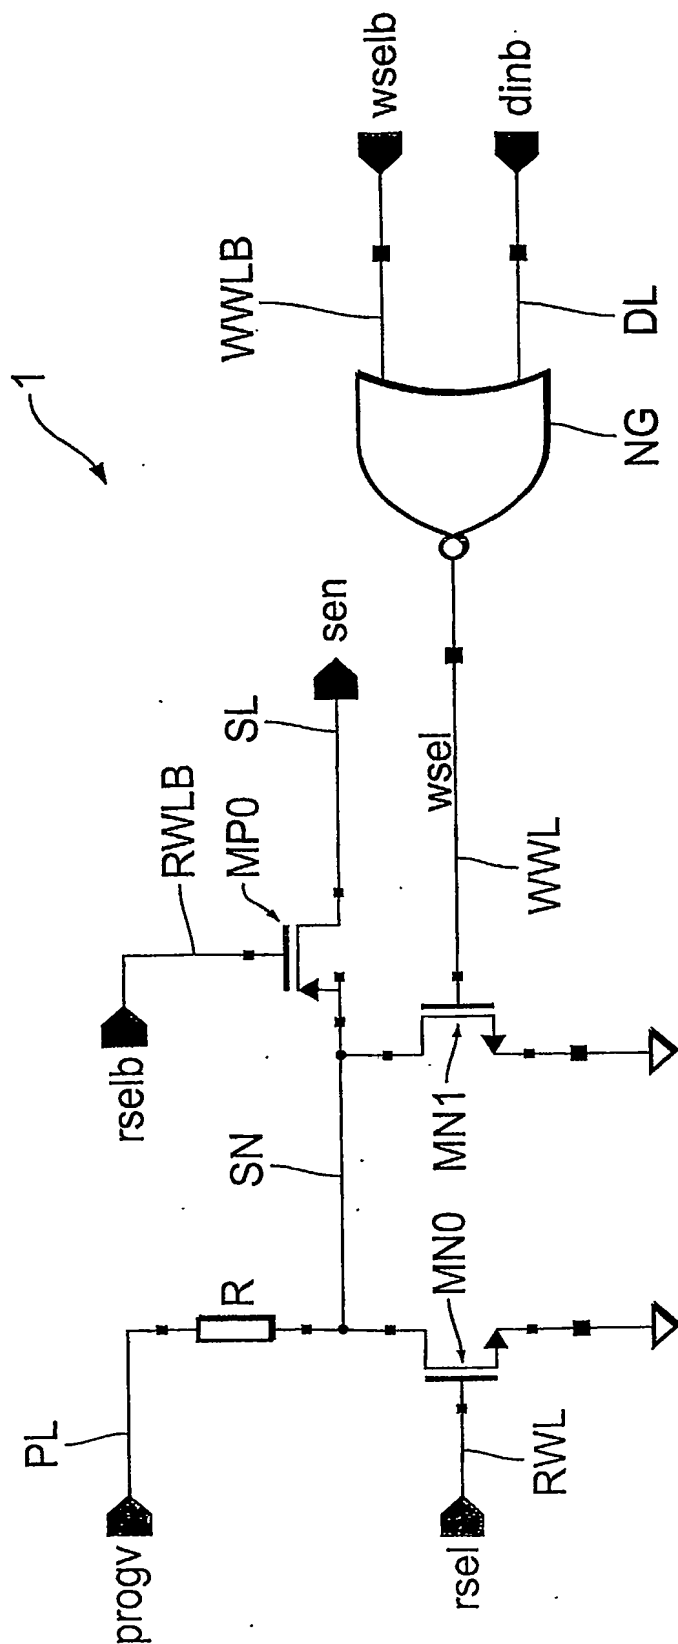 1
progv
PL
R
rselb
RWLB
MP0
SL
sen
SN
rsel
RWL
MN0
MN1
WWL
wsel
NG
WWLB
wselb
DL
dinb